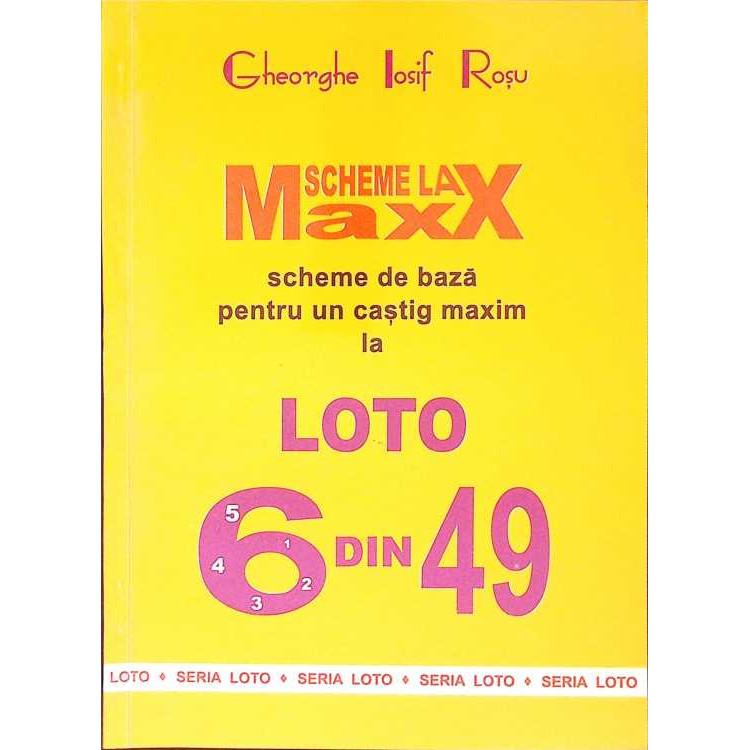 Gheorghe Iosif Roșu
SCHEME LA
MaxX
scheme de bază
pentru un caștig maxim
la
LOTO
6 DIN 49
5
1
4
2
3
LOTO ♦ SERIA LOTO ♦ SERIA LOTO ♦ SERIA LOTO ♦ SERIA LOTO